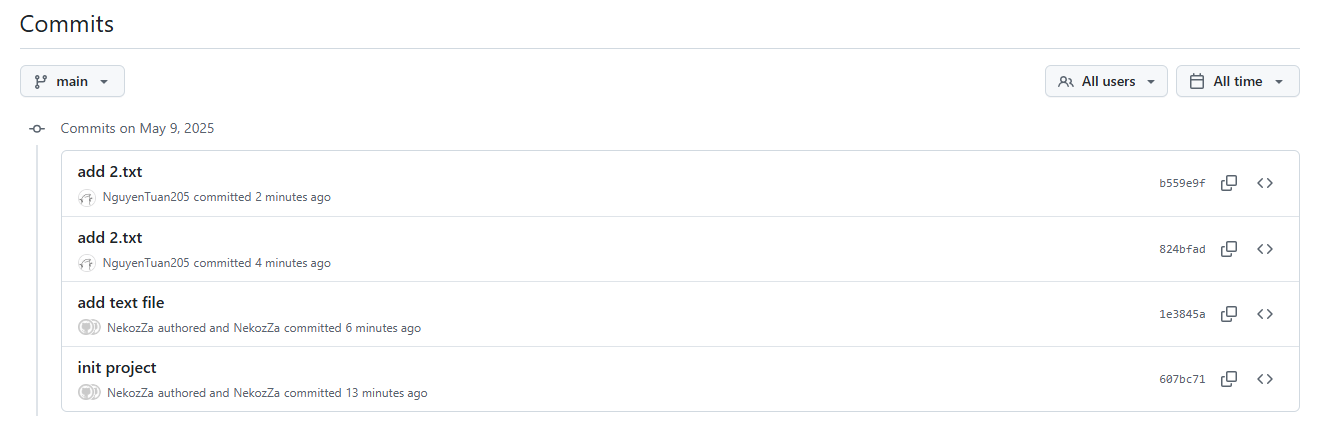 Commits
main
All users
All time
Commits on May 9, 2025
add 2.txt
NguyenTuan205 committed 2 minutes ago
b559e9f
add 2.txt
NguyenTuan205 committed 4 minutes ago
824bfad
add text file
NekozZa authored and NekozZa committed 6 minutes ago
1e3845a
init project
NekozZa authored and NekozZa committed 13 minutes ago
607bc71